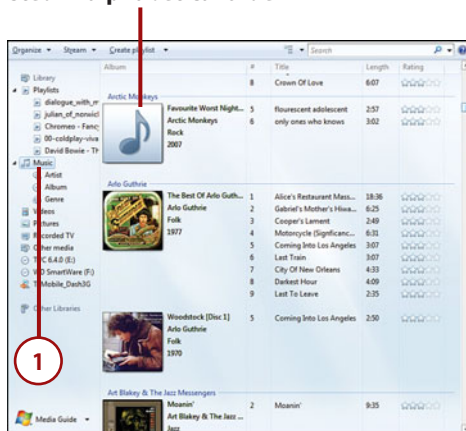 Organize Stream Create playlist Search
Album # Title Length Rating
Library
Playlists
dialogue_with_m
julian_of_norwicl
Chromeo - Fancy
00-coldplay-viva
David Bowie - Th
Music
Artist
Album
Genre
Videos
Pictures
Recorded TV
Other media
6.4.0 (E:)
SmartWare (F:)
Mobile_Dash3G
Other Libraries
1
Media Guide
8 Crown Of Love 6:07
Arctic Monkeys
Favourite Worst Night... 5 flourescent adolescent 2:57
Arctic Monkeys 6 only ones who knows 3:02
Rock
2007
Arlo Guthrie
The Best Of Arlo Guth... 1 Alice's Restaurant Mass... 18:36
Arlo Guthrie 2 Gabriel's Mother's Hiwa... 6:25
Folk 3 Cooper's Lament 2:49
1977 4 Motorcycle (Signficanc... 6:31
5 Coming Into Los Angeles 3:07
6 Last Train 3:07
7 City Of New Orleans 4:33
8 Darkest Hour 4:09
9 Last To Leave 2:35
Woodstock [Disc 1] 5 Coming Into Los Angeles 2:50
Arlo Guthrie
Folk
1970
Art Blakey & The Jazz Messengers
Moanin' 2 Moanin' 9:35
Art Blakey & The Jazz ...
Jazz